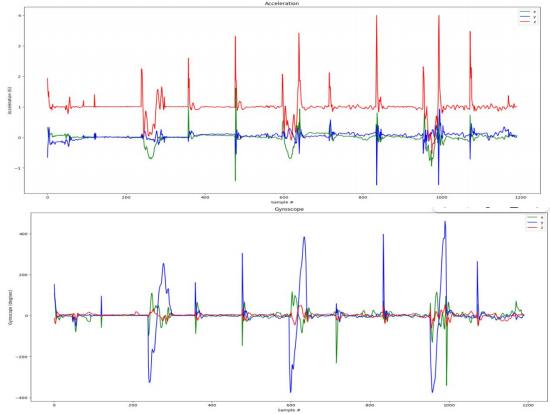 Acceleration
x
y
z
4
3
2
1
0
−1
Acceleration (G)
0
200
400
600
800
1000
1200
Sample #
Gyroscope
x
y
z
400
200
0
−200
−400
Gyroscope (degree)
0
200
400
600
800
1000
1200
Sample #